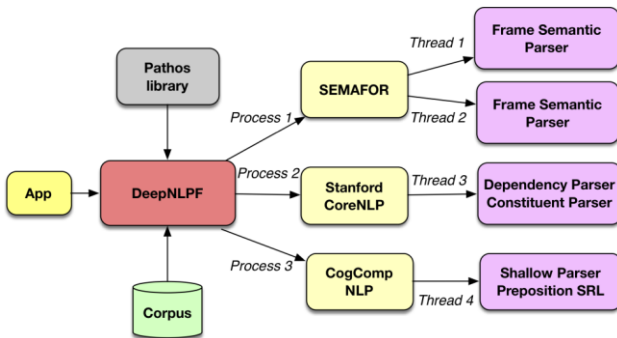 Pathos
library
App
DeepNLPF
Corpus
Process 1
Process 2
Process 3
SEMAFOR
Stanford
CoreNLP
CogComp
NLP
Thread 1
Thread 2
Thread 3
Thread 4
Frame Semantic
Parser
Frame Semantic
Parser
Dependency Parser
Constituent Parser
Shallow Parser
Preposition SRL